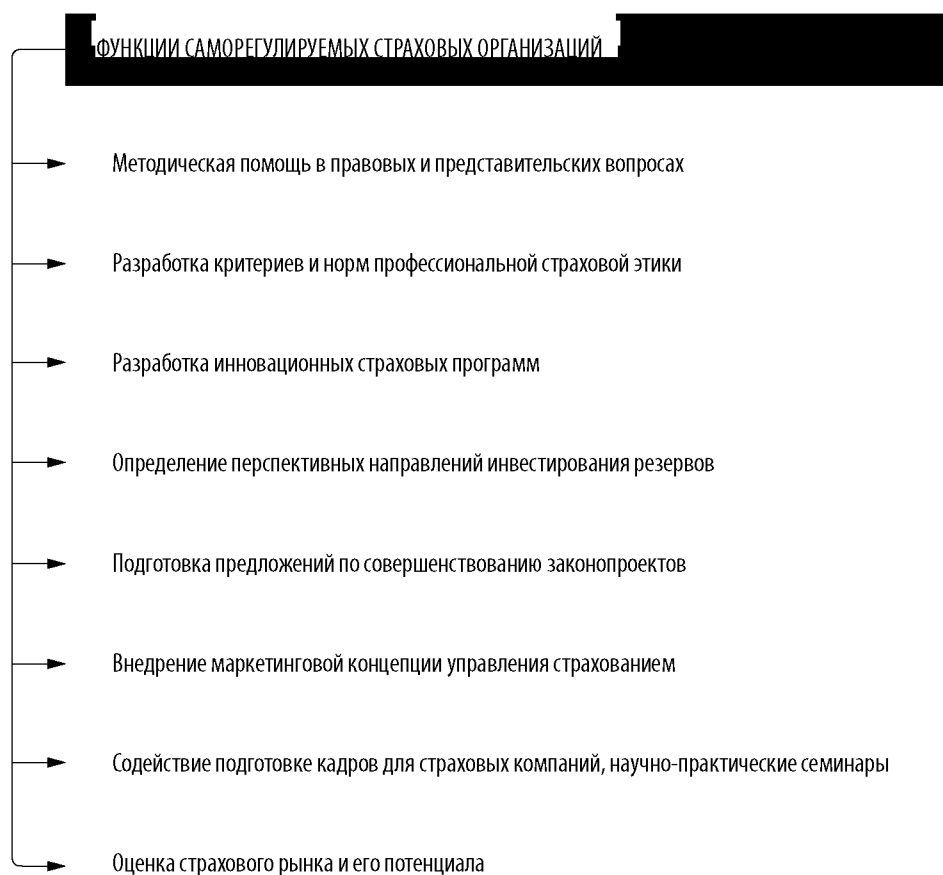 ФУНКЦИИ САМОРЕГУЛИРУЕМЫХ СТРАХОВЫХ ОРГАНИЗАЦИЙ
Методическая помощь в правовых и представительских вопросах
Разработка критериев и норм профессиональной страховой этики
Разработка инновационных страховых программ
Определение перспективных направлений инвестирования резервов
Подготовка предложений по совершенствованию законопроектов
Внедрение маркетинговой концепции управления страхованием
Содействие подготовке кадров для страховых компаний, научно-практические семинары
Оценка страхового рынка и его потенциала